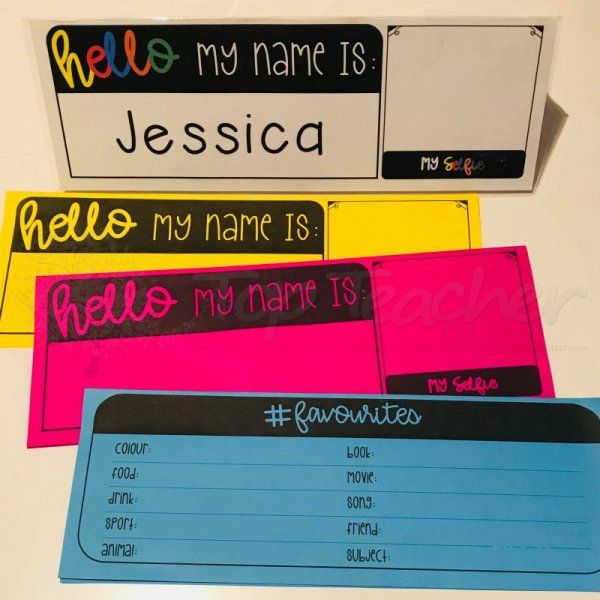 hello my name is:
Jessica
my selfie
hello my name is:
hello my name is:
my selfie
Top Teacher
#favourites
colour:
book:
food:
movie:
drink:
song:
sport:
friend:
animal:
subject: